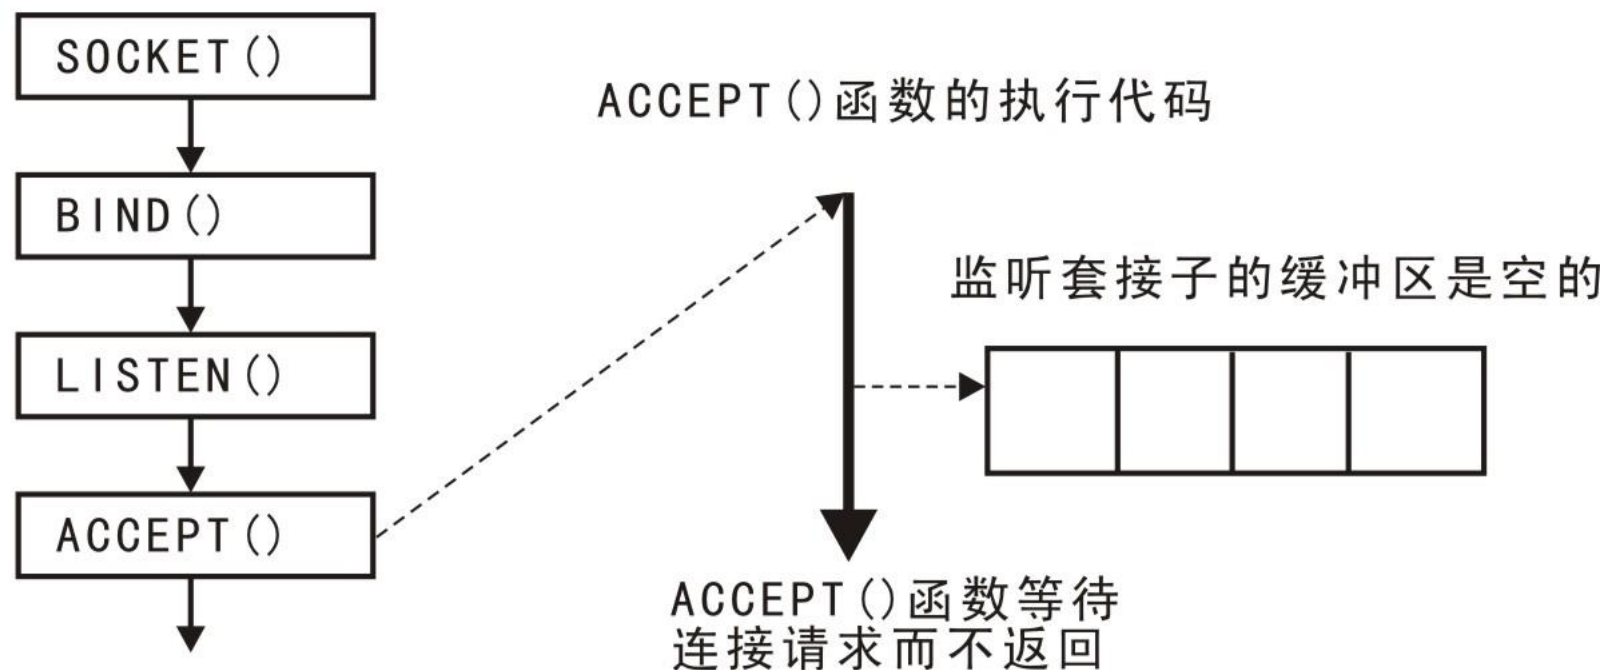 SOCKET()
BIND()
LISTEN()
ACCEPT()
ACCEPT()函数的执行代码
监听套接子的缓冲区是空的
ACCEPT()函数等待
连接请求而不返回